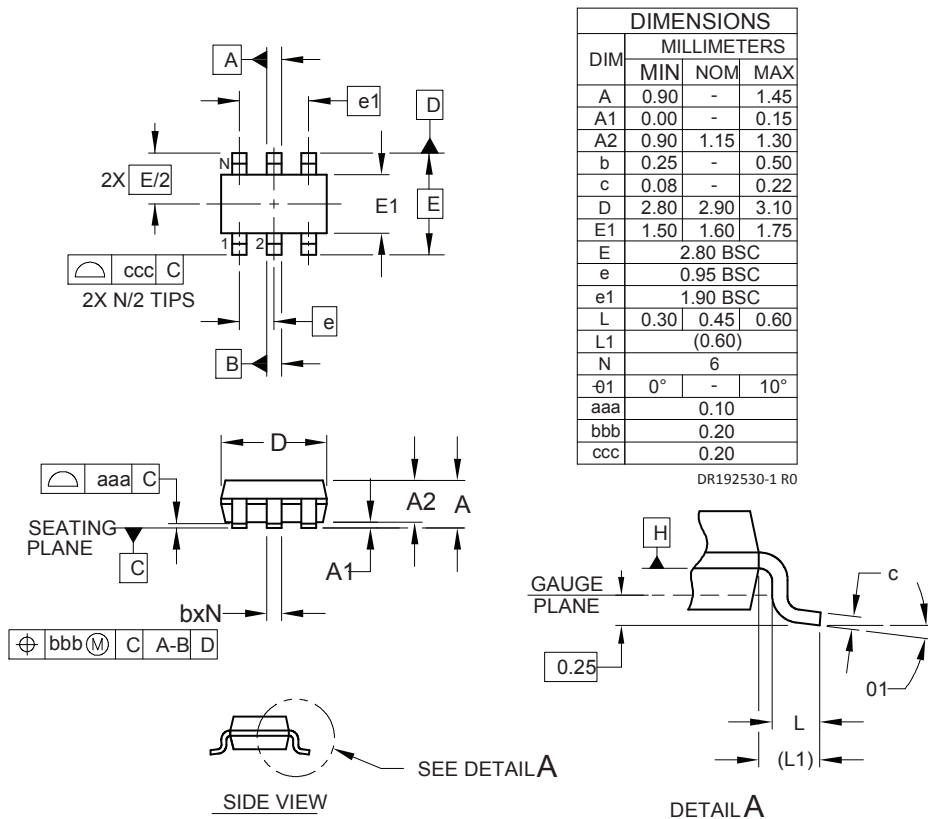 A
e1
D
N
2X E/2
E1
E
1 2
ccc C
2X N/2 TIPS
e
B
D
aaa C
A2 A
SEATING
PLANE
C
A1
bxN
bbb M C A-B D
SEE DETAIL A
SIDE VIEW
DIMENSIONS
DIM MILLIMETERS
MIN NOM MAX
A 0.90 - 1.45
A1 0.00 - 0.15
A2 0.90 1.15 1.30
b 0.25 - 0.50
c 0.08 - 0.22
D 2.80 2.90 3.10
E1 1.50 1.60 1.75
E 2.80 BSC
e 0.95 BSC
e1 1.90 BSC
L 0.30 0.45 0.60
L1 (0.60)
N 6
θ1 0° - 10°
aaa 0.10
bbb 0.20
ccc 0.20
DR192530-1 R0
H
c
GAUGE
PLANE
0.25
01
L
(L1)
DETAIL A